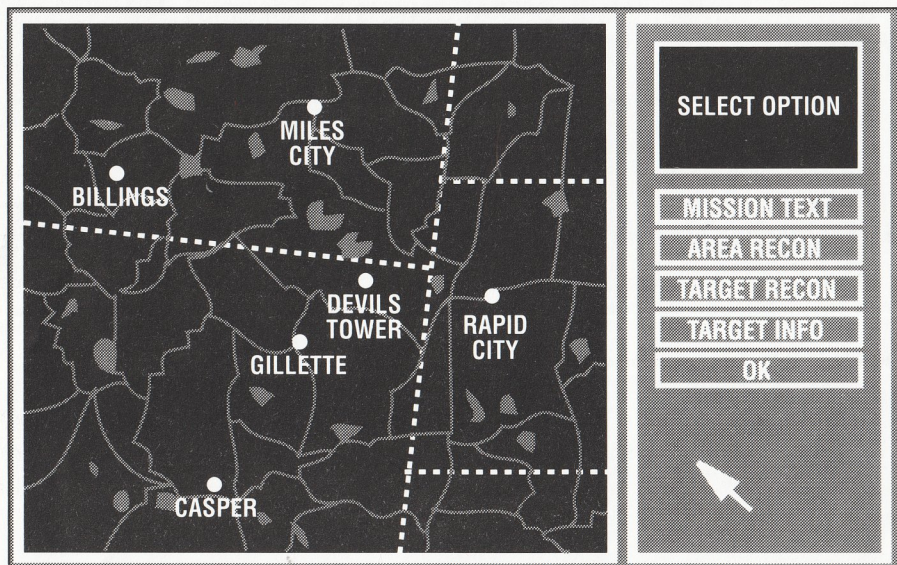 MILES
CITY
BILLINGS
DEVILS
TOWER
RAPID
CITY
GILLETTE
CASPER
SELECT OPTION
MISSION TEXT
AREA RECON
TARGET RECON
TARGET INFO
OK